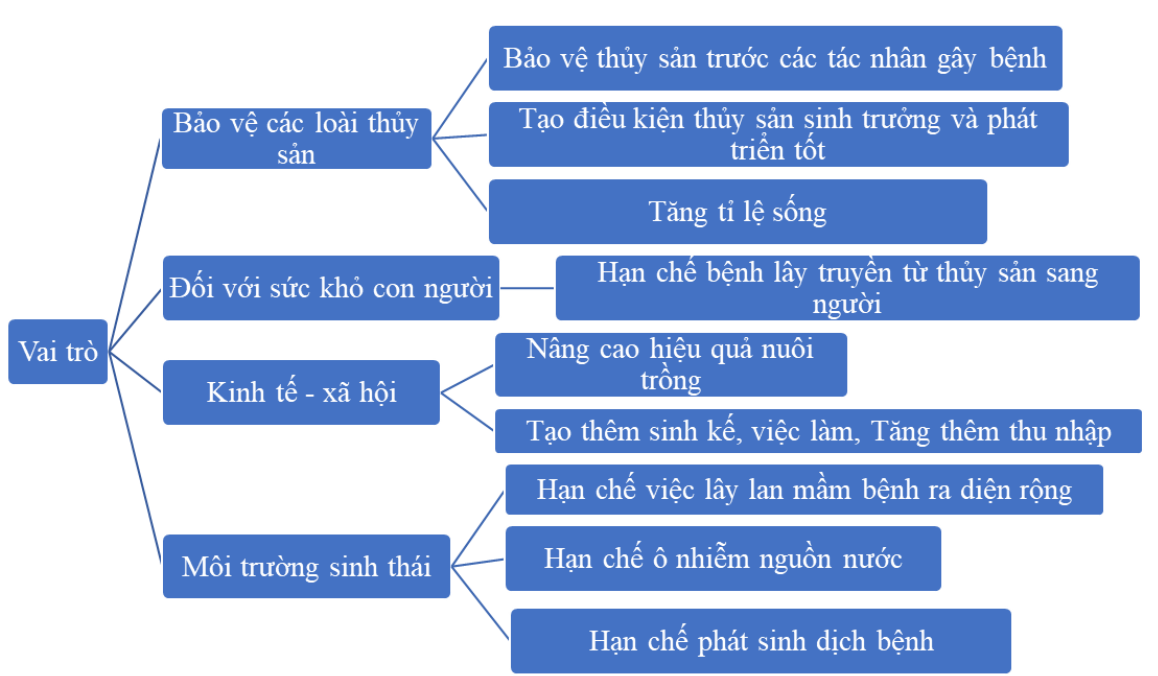 Vai trò
Bảo vệ các loài thủy
sản
Bảo vệ thủy sản trước các tác nhân gây bệnh
Tạo điều kiện thủy sản sinh trưởng và phát
triển tốt
Tăng tỉ lệ sống
Đối với sức khỏ con người
Hạn chế bệnh lây truyền từ thủy sản sang
người
Kinh tế - xã hội
Nâng cao hiệu quả nuôi
trồng
Tạo thêm sinh kế, việc làm, Tăng thêm thu nhập
Môi trường sinh thái
Hạn chế việc lây lan mầm bệnh ra diện rộng
Hạn chế ô nhiễm nguồn nước
Hạn chế phát sinh dịch bệnh